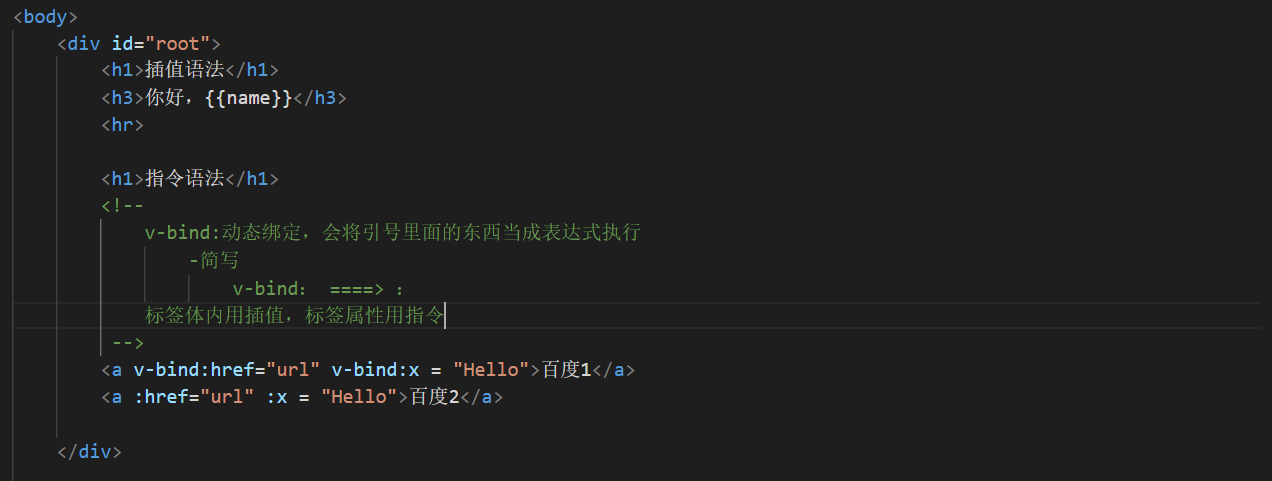 <body>
<div id="root">
<h1>插值语法</h1>
<h3>你好，{{name}}</h3>
<hr>
<h1>指令语法</h1>
<!--
v-bind:动态绑定，会将引号里面的东西当成表达式执行
-简写
v-bind： ====> ：
标签体内用插值，标签属性用指令
-->
<a v-bind:href="url" v-bind:x = "Hello">百度1</a>
<a :href="url" :x = "Hello">百度2</a>
</div>